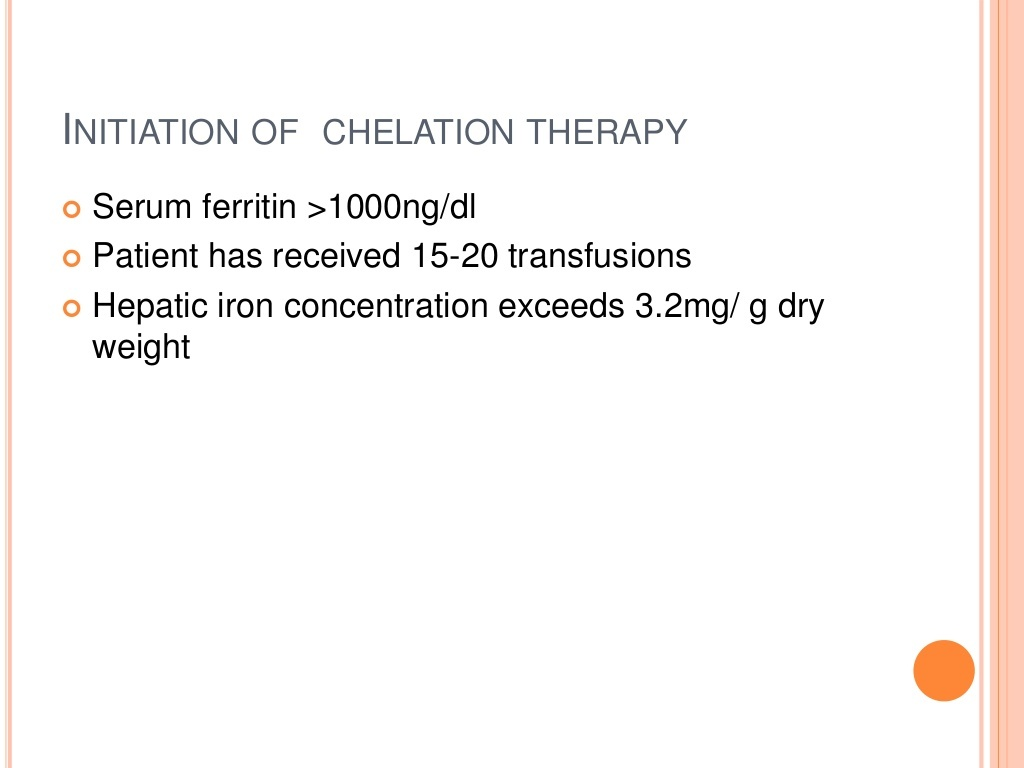 INITIATION OF CHELATION THERAPY
Serum ferritin >1000ng/dl
Patient has received 15-20 transfusions
Hepatic iron concentration exceeds 3.2mg/ g dry
weight